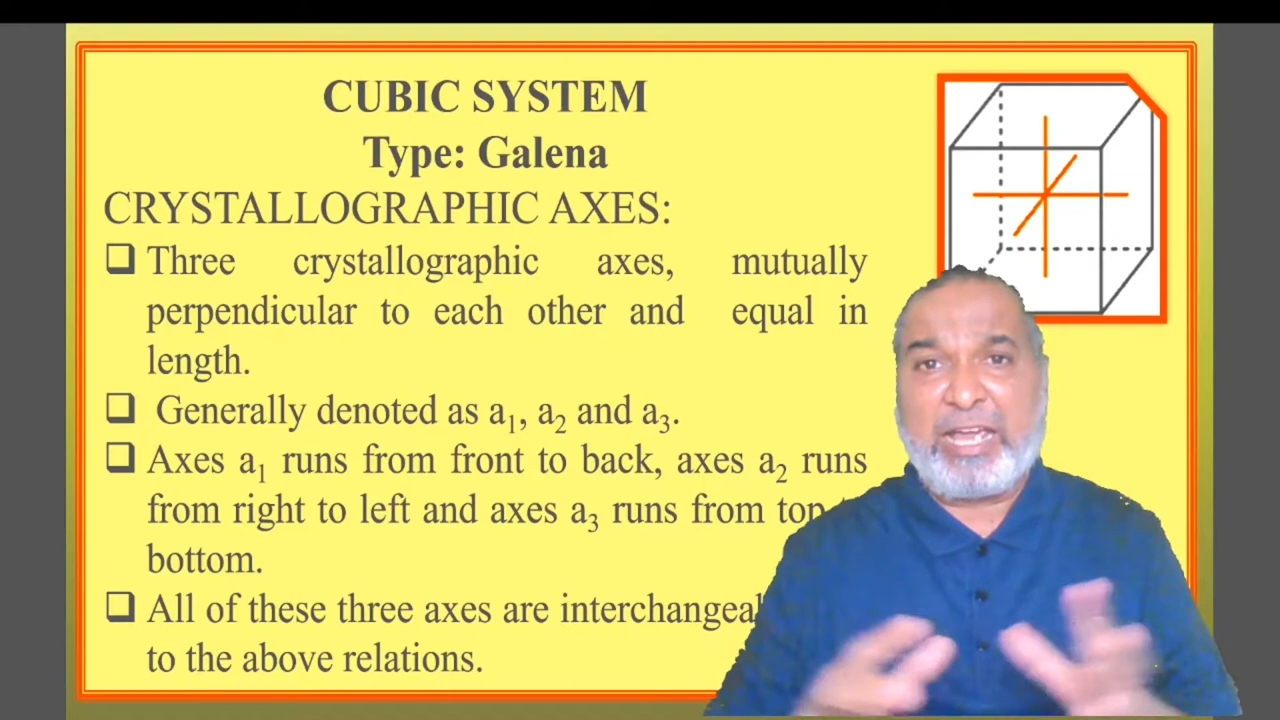 CUBIC SYSTEM
Type: Galena
CRYSTALLOGRAPHIC AXES:
❑ Three crystallographic axes, mutually
perpendicular to each other and equal in
length.
❑ Generally denoted as a₁, a₂ and a₃.
❑ Axes a₁ runs from front to back, axes a₂ runs
from right to left and axes a₃ runs from top
bottom.
❑ All of these three axes are
to the above relations.